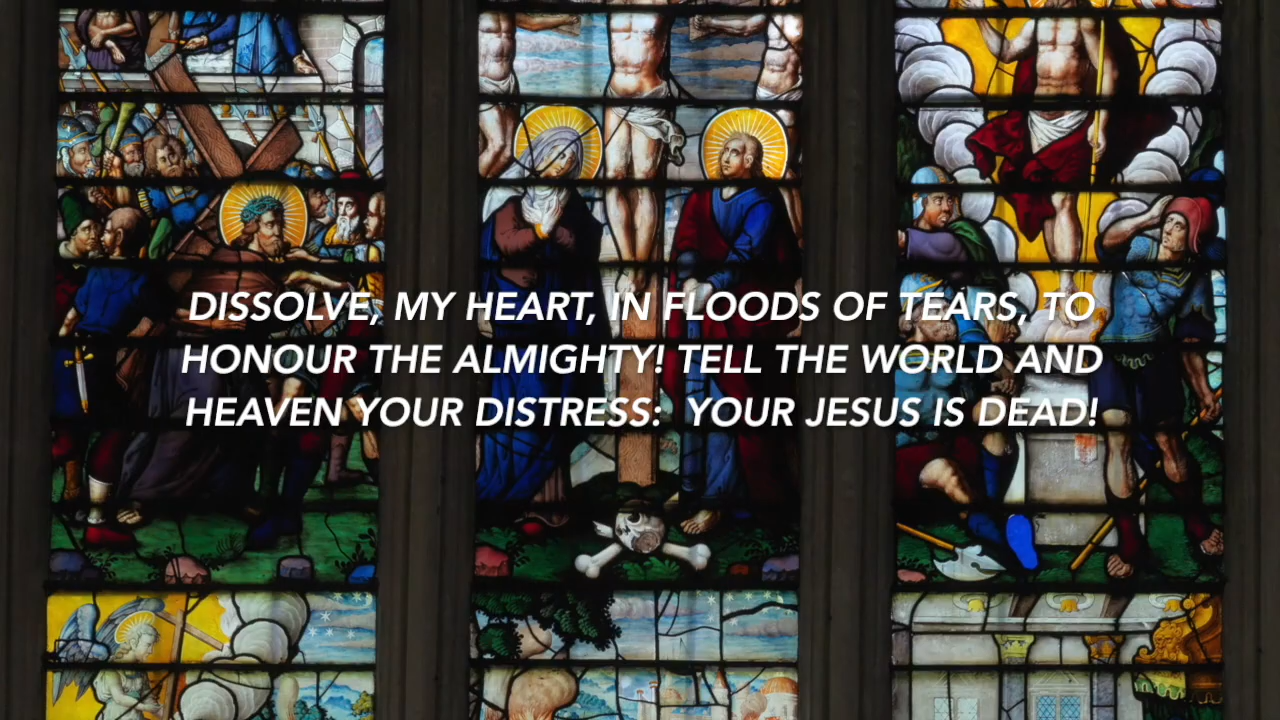 DISSOLVE, MY HEART, IN FLOODS OF TEARS, TO
HONOUR THE ALMIGHTY! TELL THE WORLD AND
HEAVEN YOUR DISTRESS:  YOUR JESUS IS DEAD!